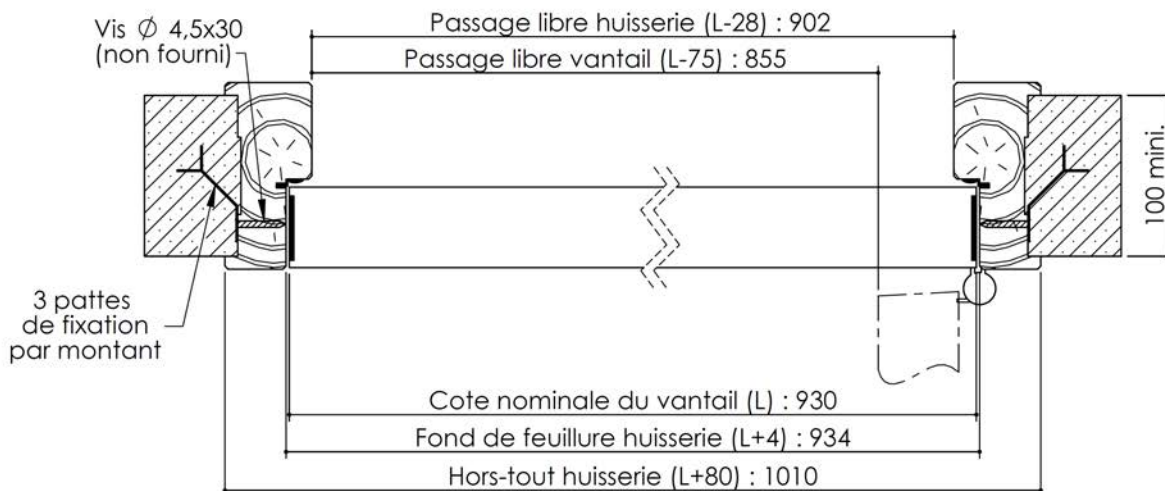 Vis Ø 4,5x30
(non fourni)
Passage libre huisserie (L-28) : 902
Passage libre vantail (L-75) : 855
100 mini.
3 pattes
de fixation
par montant
Cote nominale du vantail (L) : 930
Fond de feuillure huisserie (L+4) : 934
Hors-tout huisserie (L+80) : 1010